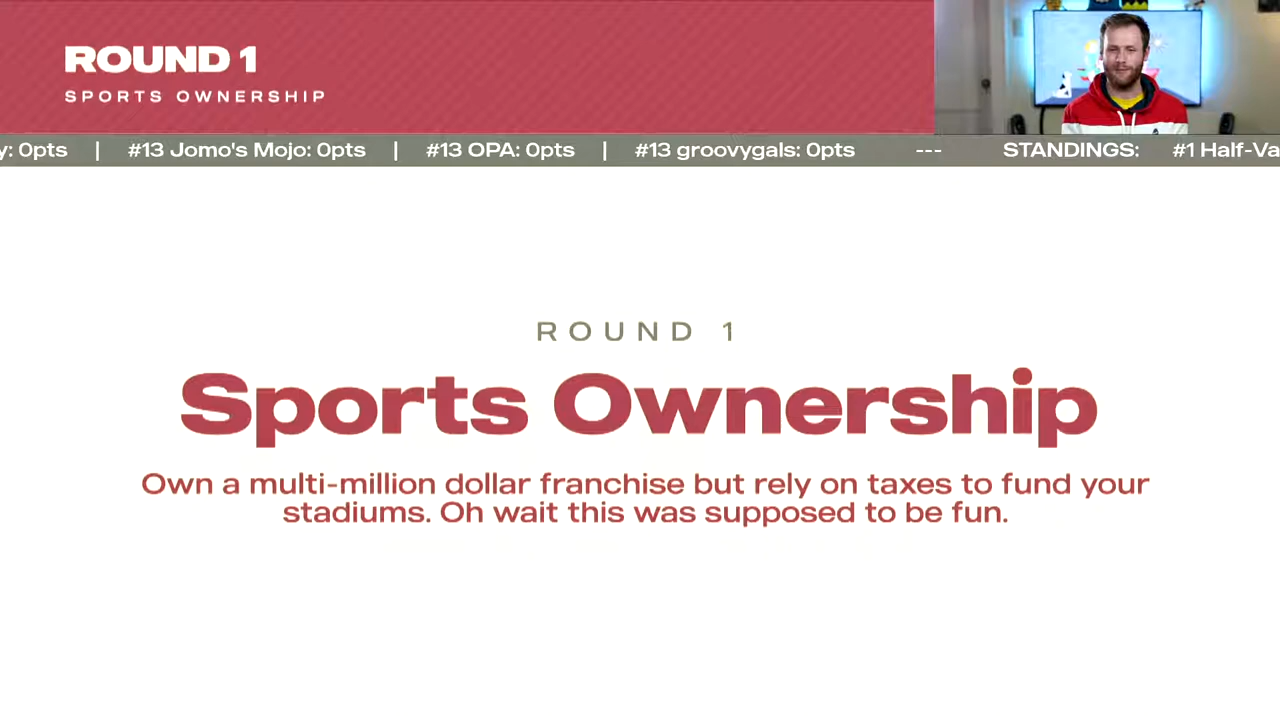 ROUND 1
SPORTS OWNERSHIP
y: 0pts | #13 Jomo's Mojo: 0pts | #13 OPA: 0pts | #13 groovygals: 0pts --- STANDINGS: #1 Half-Va
ROUND 1
Sports Ownership
Own a multi-million dollar franchise but rely on taxes to fund your
stadiums. Oh wait this was supposed to be fun.